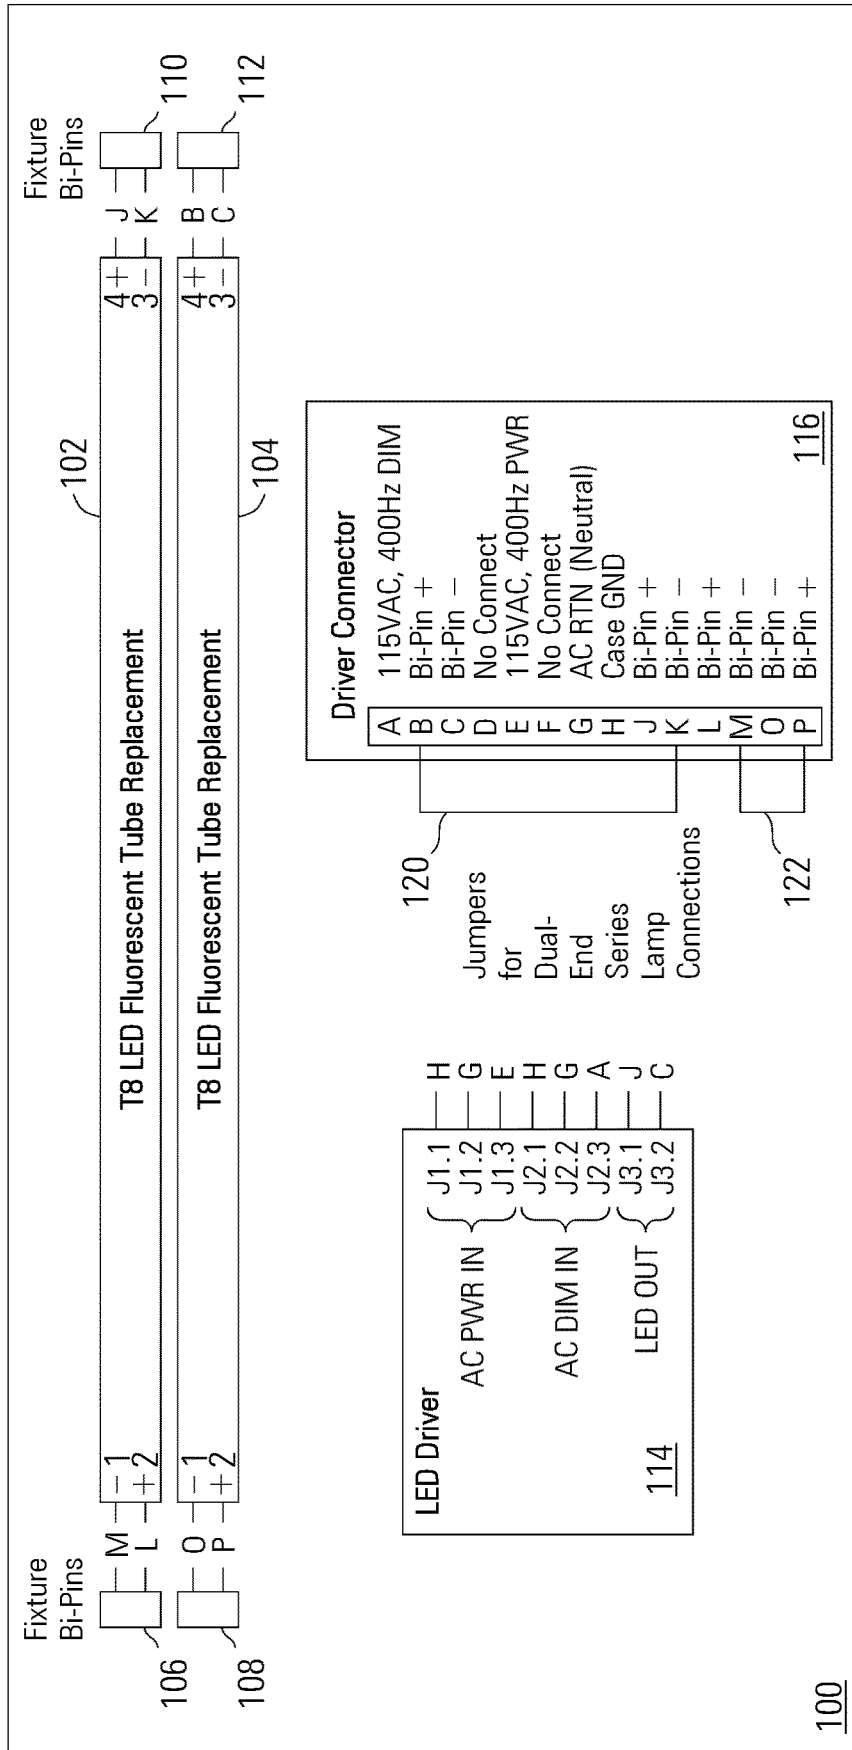 Fixture
Bi-Pins
Fixture
Bi-Pins
106
M
L
− 1
+ 2
T8 LED Fluorescent Tube Replacement
102
4 +
3 −
J
K
110
108
O
P
− 1
+ 2
T8 LED Fluorescent Tube Replacement
104
4 +
3 −
B
C
112
LED Driver
AC PWR IN
J1.1 H
J1.2 G
J1.3 E
AC DIM IN
J2.1 H
J2.2 G
J2.3 A
LED OUT
J3.1 J
J3.2 C
114
Jumpers
for
Dual-
End
Series
Lamp
Connections
120
122
Driver Connector
A 115VAC, 400Hz DIM
B Bi-Pin +
C Bi-Pin −
D No Connect
E 115VAC, 400Hz PWR
F No Connect
G AC RTN (Neutral)
H Case GND
J Bi-Pin +
K Bi-Pin −
L Bi-Pin +
M Bi-Pin −
O Bi-Pin −
P Bi-Pin +
116
100